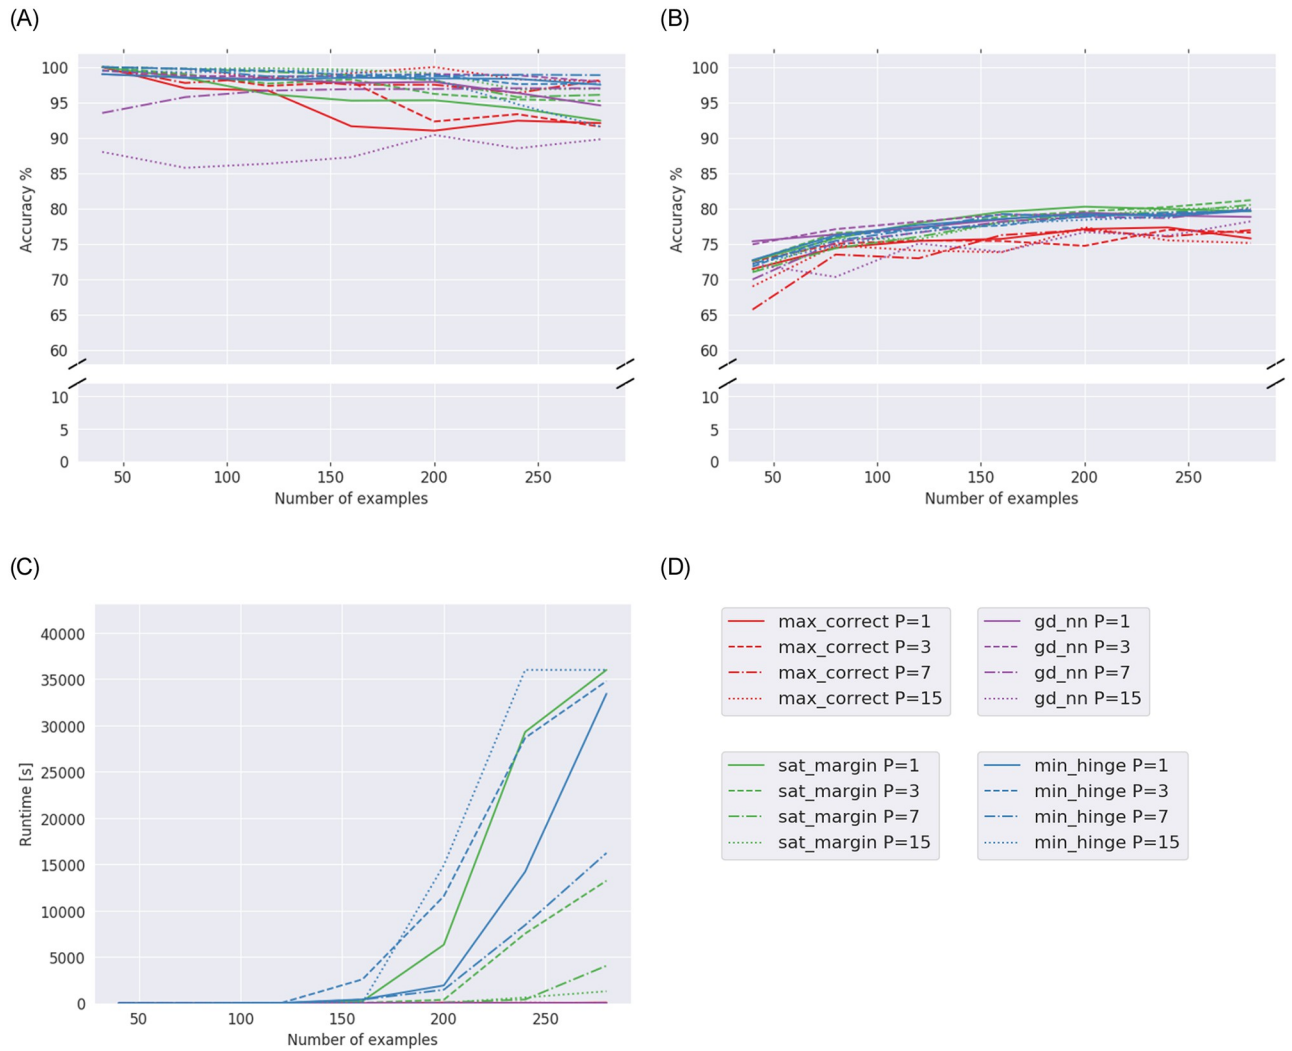 (A)
(B)
100
95
90
85
80
75
70
65
60
10
5
0
Accuracy %
50
100
150
200
250
Number of examples
100
95
90
85
80
75
70
65
60
10
5
0
Accuracy %
50
100
150
200
250
Number of examples
(C)
(D)
40000
35000
30000
25000
20000
15000
10000
5000
0
Runtime [s]
50
100
150
200
250
Number of examples
max_correct P=1
max_correct P=3
max_correct P=7
max_correct P=15
gd_nn P=1
gd_nn P=3
gd_nn P=7
gd_nn P=15
sat_margin P=1
sat_margin P=3
sat_margin P=7
sat_margin P=15
min_hinge P=1
min_hinge P=3
min_hinge P=7
min_hinge P=15